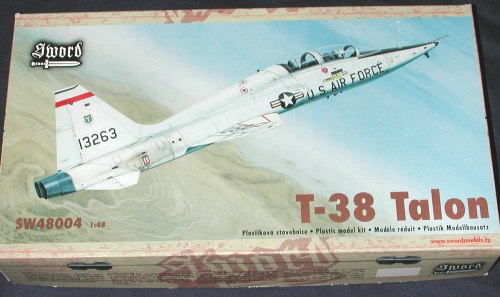 Sword
U.S. AIR FORCE
13263
T-38 Talon
SW48004 1:48
Plastiková stavebnice • Plastic model kit • Modèle réduit • Plastik Modellbausatz
www.swordmodels.cz
Sword